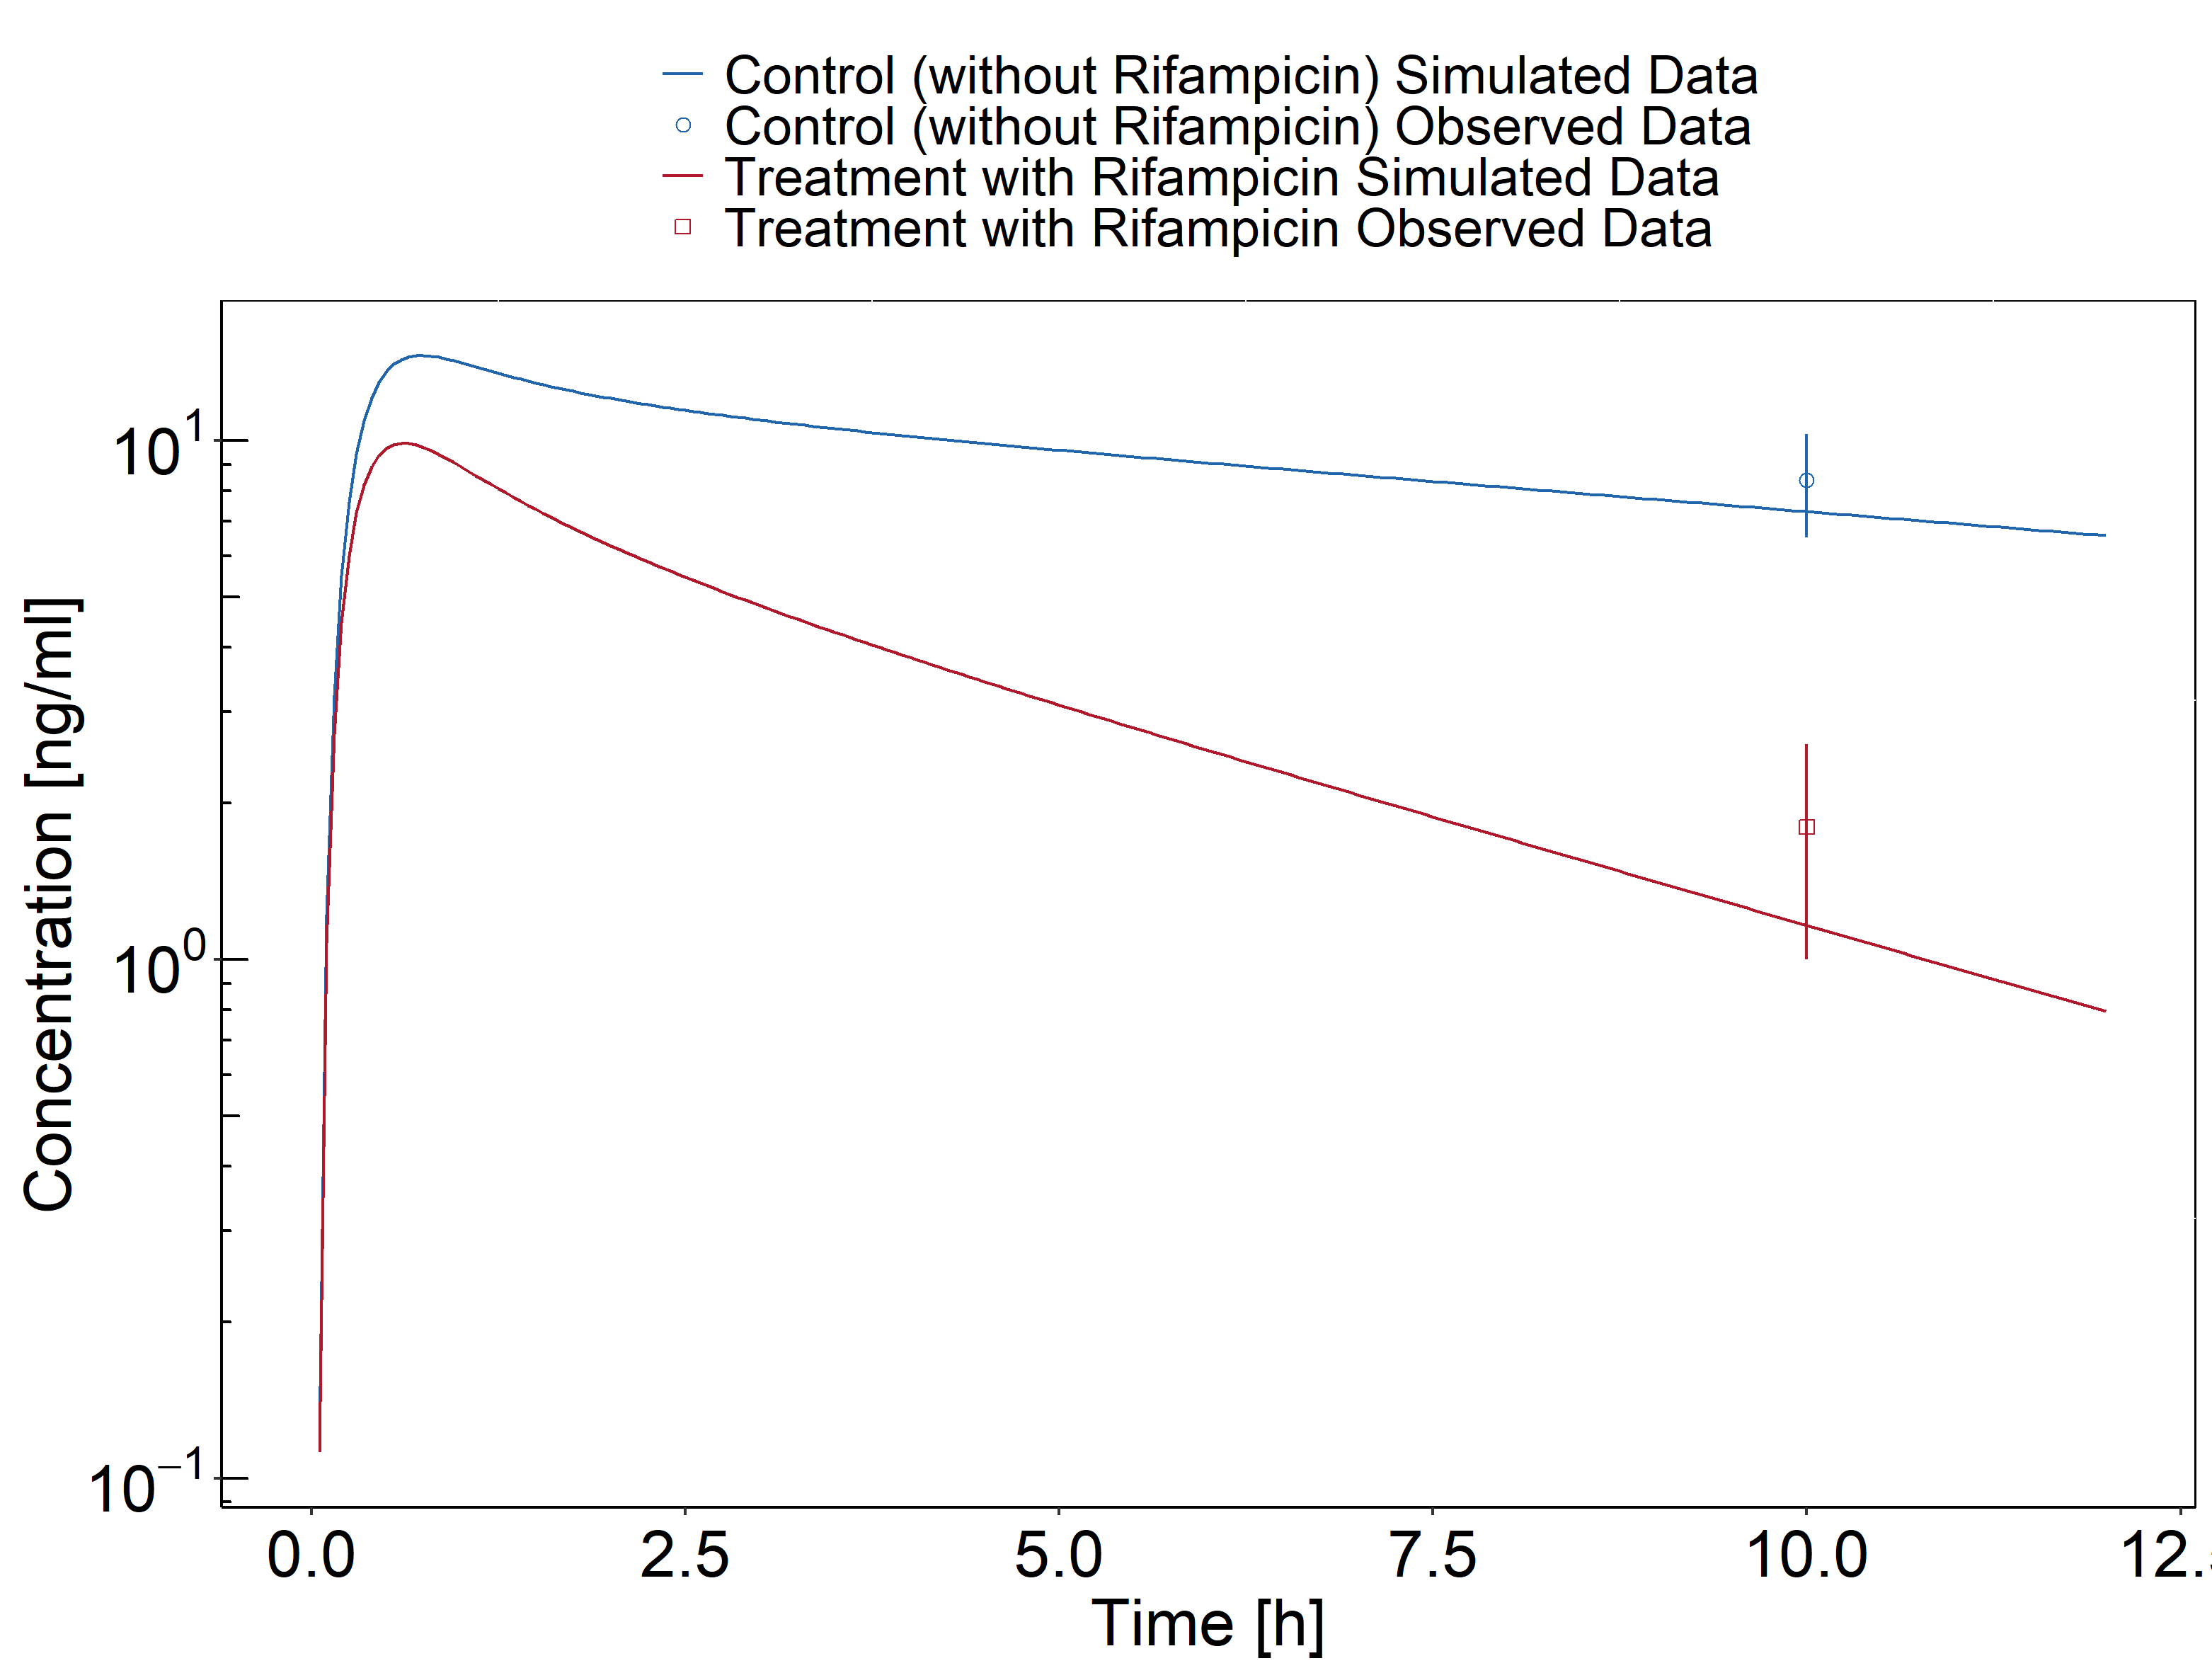 Control (without Rifampicin) Simulated Data
Control (without Rifampicin) Observed Data
Treatment with Rifampicin Simulated Data
Treatment with Rifampicin Observed Data
10¹
10⁰
10⁻¹
Concentration [ng/ml]
0.0 2.5 5.0 7.5 10.0 12.
Time [h]